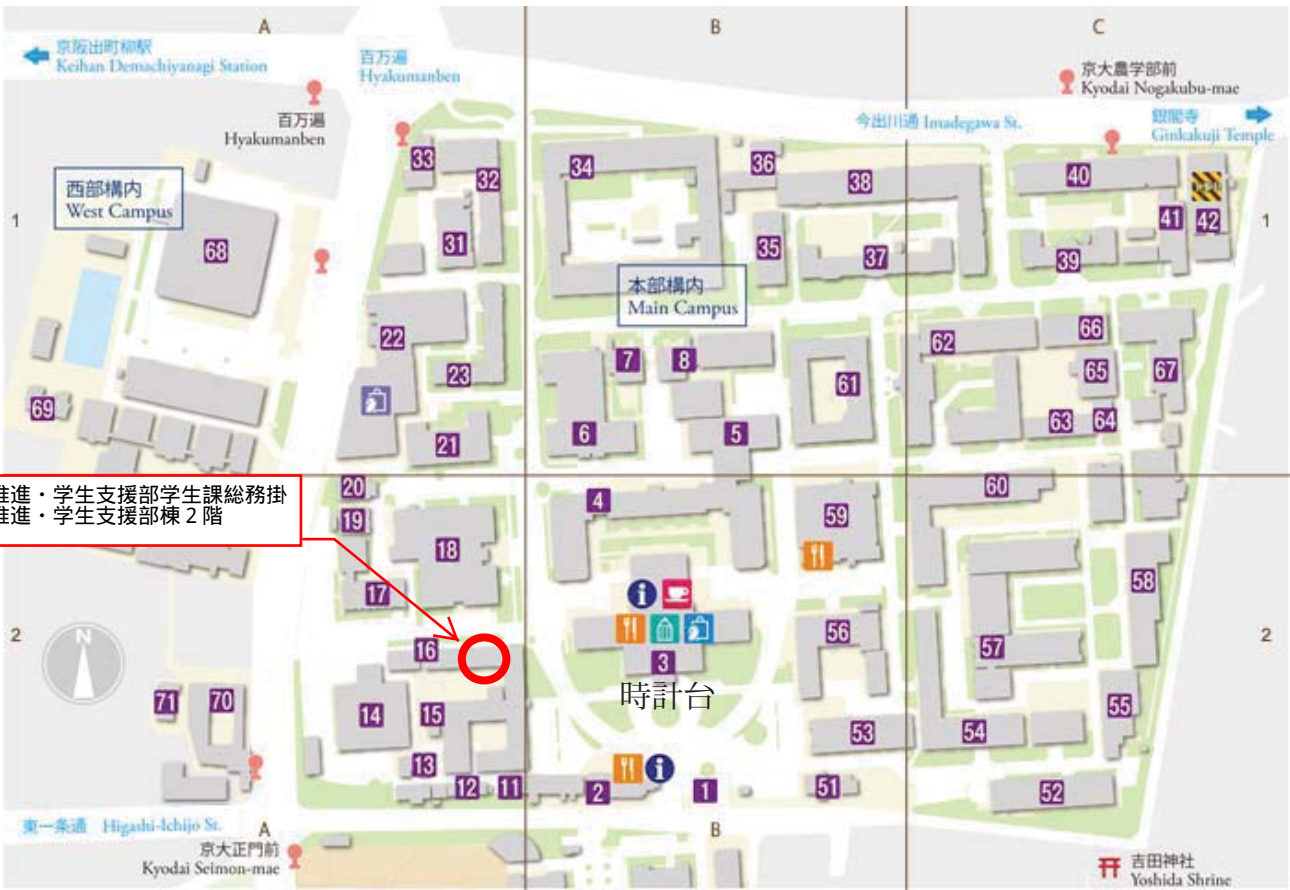 A
B
C
京阪出町柳駅
Keihan Demachiyanagi Station
百万遍
Hyakumanben
百万遍
Hyakumanben
京大農学部前
Kyodai Nogakubu-mae
今出川通 Imadegawa St.
銀閣寺
Ginkakuji Temple
西部構内
West Campus
本部構内
Main Campus
1
1
33
32
31
34
36
38
35
37
40
41
42
39
68
22
23
21
7
8
6
5
61
62
66
65
67
63
64
69
推進・学生支援部学生課総務掛
推進・学生支援部棟2階
20
19
18
17
4
59
60
58
2
2
N
16
3
時計台
56
57
71
70
14
15
13
12
11
2
1
53
51
54
55
52
東一条通 Higashi-Ichijo St.
A
B
京大正門前
Kyodai Seimon-mae
吉田神社
Yoshida Shrine